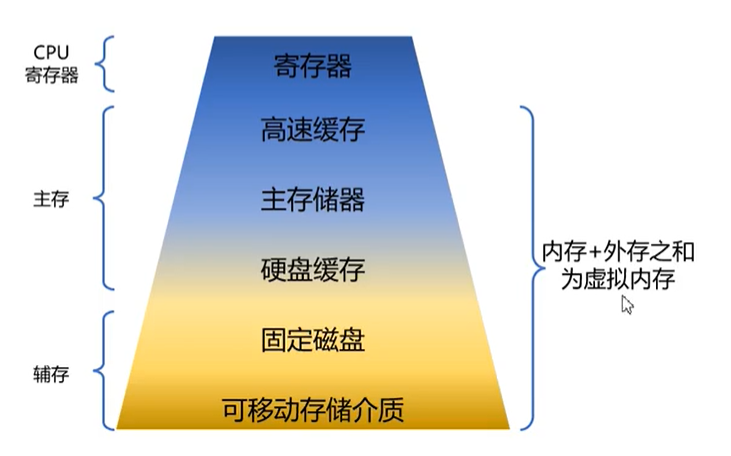 CPU
寄存器
寄存器
高速缓存
主存
主存储器
硬盘缓存
内存+外存之和
为虚拟内存
固定磁盘
辅存
可移动存储介质